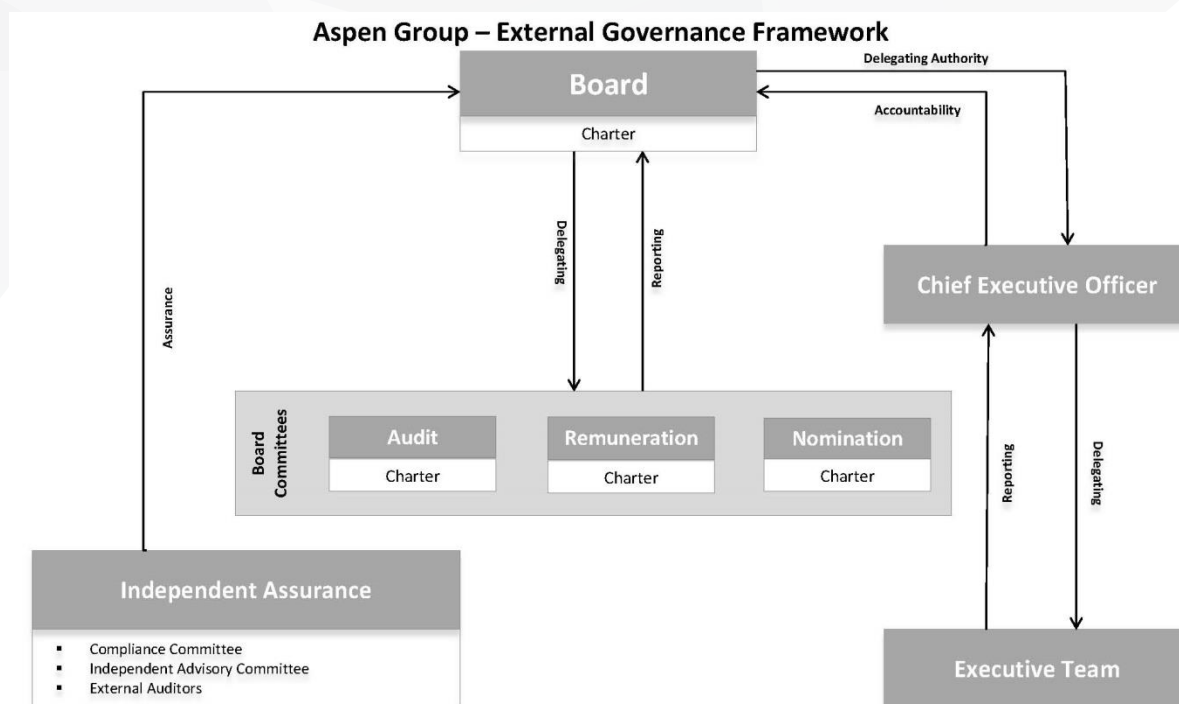 Aspen Group – External Governance Framework
Board
Charter
Delegating Authority
Accountability
Delegating
Reporting
Assurance
Chief Executive Officer
Board
Committees
Audit
Charter
Remuneration
Charter
Nomination
Charter
Reporting
Delegating
Independent Assurance
▪ Compliance Committee
▪ Independent Advisory Committee
▪ External Auditors
Executive Team